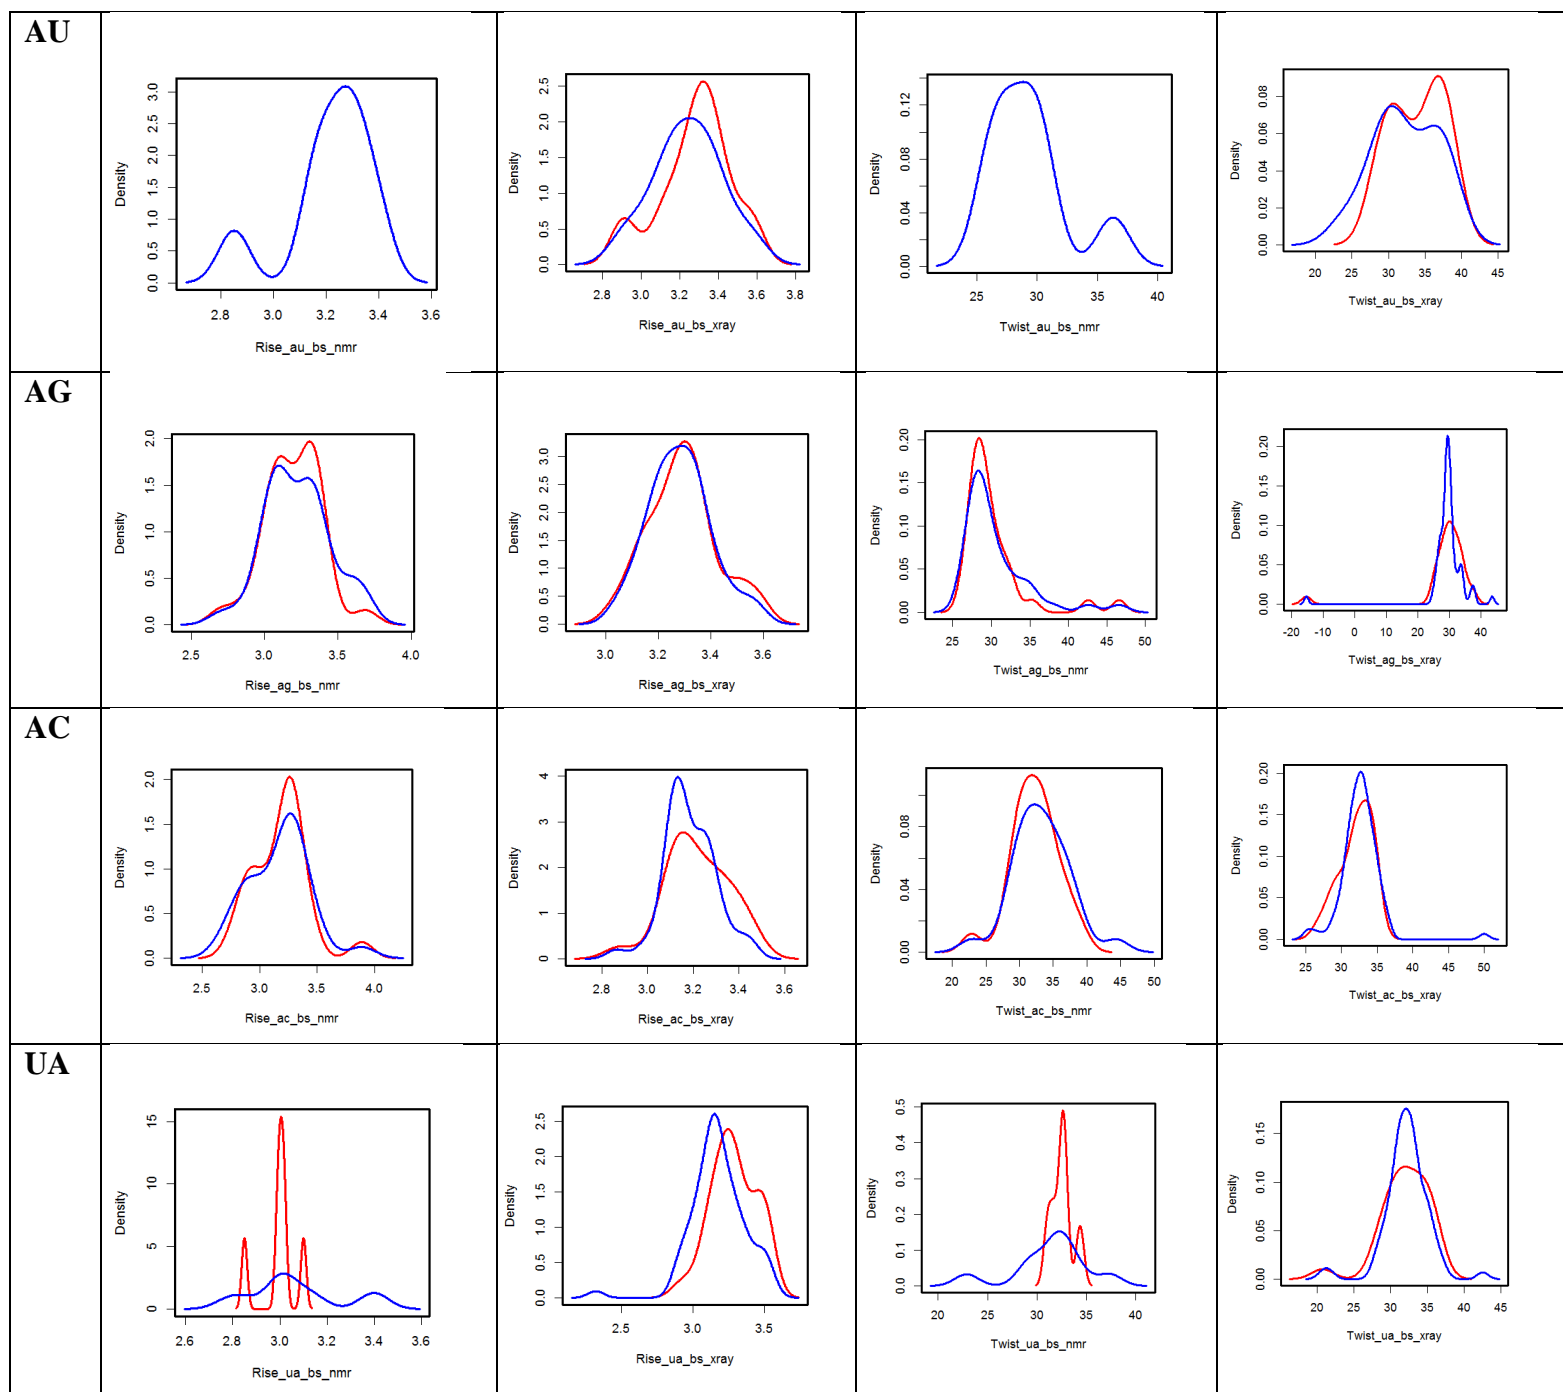 AU
Density
0.0 0.5 1.0 1.5 2.0 2.5 3.0
2.8 3.0 3.2 3.4 3.6
Rise_au_bs_nmr
Density
0.0 0.5 1.0 1.5 2.0 2.5
2.8 3.0 3.2 3.4 3.6 3.8
Rise_au_bs_xray
Density
0.00 0.04 0.08 0.12
25 30 35 40
Twist_au_bs_nmr
Density
0.00 0.02 0.04 0.06 0.08
20 25 30 35 40 45
Twist_au_bs_xray
AG
Density
0.0 0.5 1.0 1.5 2.0
2.5 3.0 3.5 4.0
Rise_ag_bs_nmr
Density
0.0 0.5 1.0 1.5 2.0 2.5 3.0
3.0 3.2 3.4 3.6
Rise_ag_bs_xray
Density
0.00 0.05 0.10 0.15 0.20
25 30 35 40 45 50
Twist_ag_bs_nmr
Density
0.00 0.05 0.10 0.15 0.20
-20 -10 0 10 20 30 40
Twist_ag_bs_xray
AC
Density
0.0 0.5 1.0 1.5 2.0
2.5 3.0 3.5 4.0
Rise_ac_bs_nmr
Density
0 1 2 3 4
2.8 3.0 3.2 3.4 3.6
Rise_ac_bs_xray
Density
0.00 0.04 0.08
20 25 30 35 40 45 50
Twist_ac_bs_nmr
Density
0.00 0.05 0.10 0.15 0.20
25 30 35 40 45 50
Twist_ac_bs_xray
UA
Density
0 5 10 15
2.6 2.8 3.0 3.2 3.4 3.6
Rise_ua_bs_nmr
Density
0.0 0.5 1.0 1.5 2.0 2.5
2.5 3.0 3.5
Rise_ua_bs_xray
Density
0.0 0.1 0.2 0.3 0.4 0.5
20 25 30 35 40
Twist_ua_bs_nmr
Density
0.00 0.05 0.10 0.15
20 25 30 35 40 45
Twist_ua_bs_xray